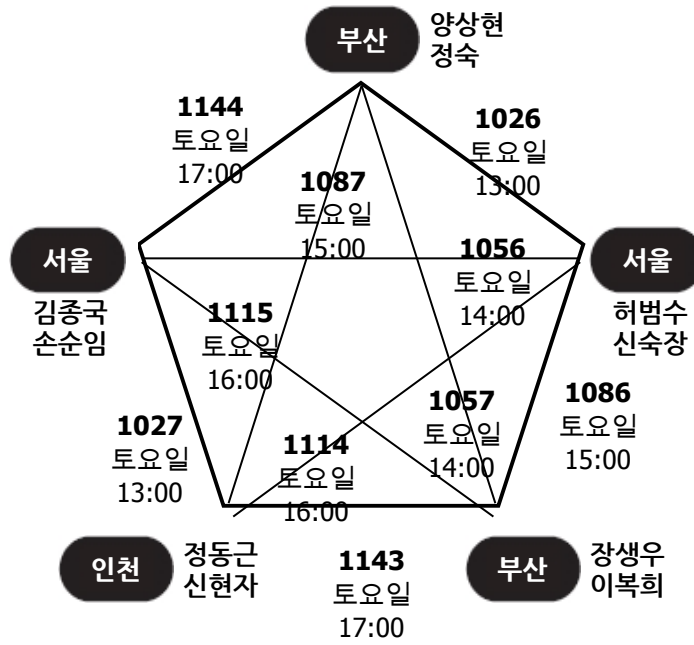 부산
양상현
정숙
1144
토요일
17:00
1026
토요일
13:00
1087
토요일
15:00
서울
김종국
손순임
1056
토요일
14:00
서울
허범수
신숙장
1115
토요일
16:00
1027
토요일
13:00
1114
토요일
16:00
1057
토요일
14:00
1086
토요일
15:00
인천
정동근
신현자
1143
토요일
17:00
부산
장생우
이복희